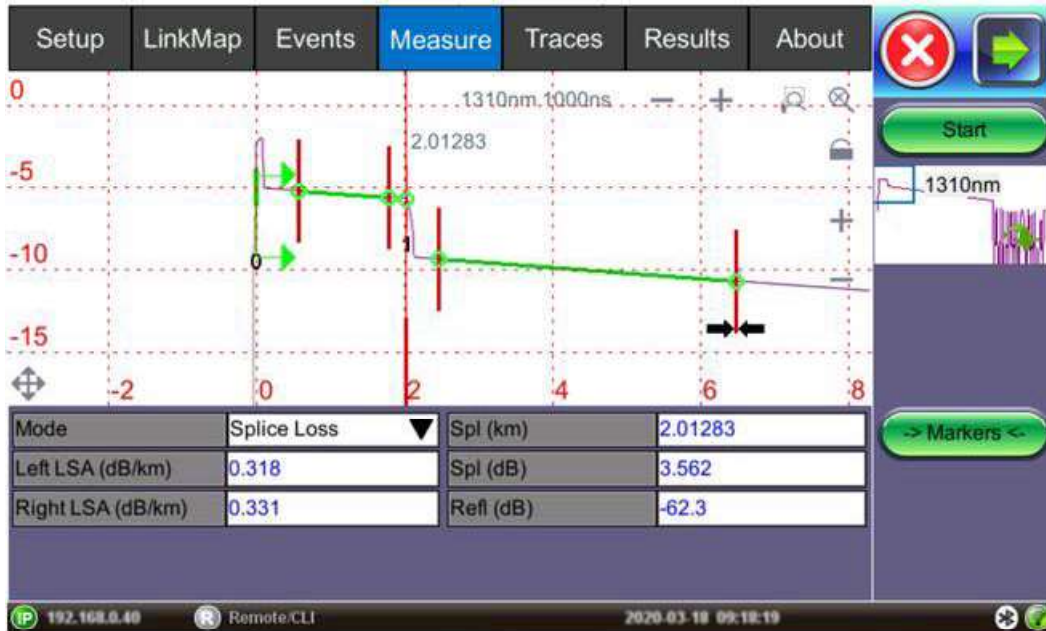 Setup LinkMap Events Measure Traces Results About
0
1310nm 1000ns
Start
2.01283
-5
1310nm
-10
0
1
-15
-2 0 2 4 6 8
Mode Splice Loss Spl (km) 2.01283
-> Markers <-
Left LSA (dB/km) 0.318 Spl (dB) 3.562
Right LSA (dB/km) 0.331 Refl (dB) -62.3
IP 192.168.0.40 R Remote/CLI 2020-03-18 09:18:19